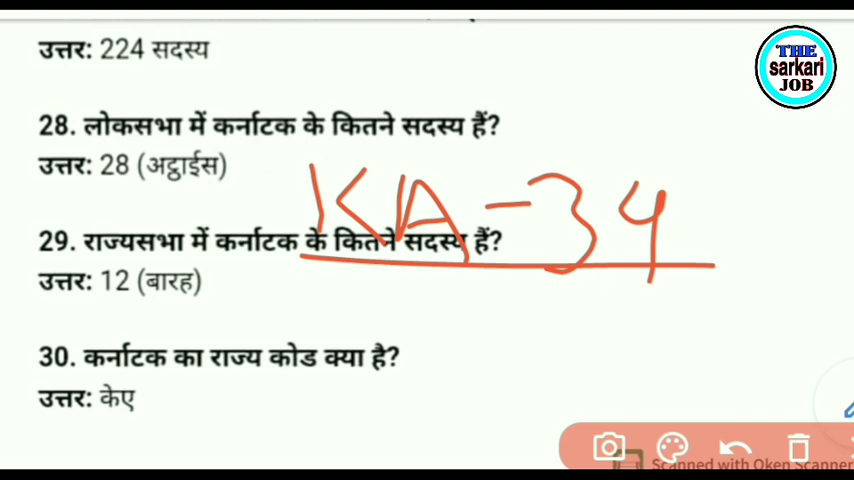 उत्तर: 224 सदस्य
THE
sarkari
JOB
28. लोकसभा में कर्नाटक के कितने सदस्य हैं?
उत्तर: 28 (अट्ठाईस)
KA-34
29. राज्यसभा में कर्नाटक के कितने सदस्य हैं?
उत्तर: 12 (बारह)
30. कर्नाटक का राज्य कोड क्या है?
उत्तर: केए
Scanned with Oken Scanner